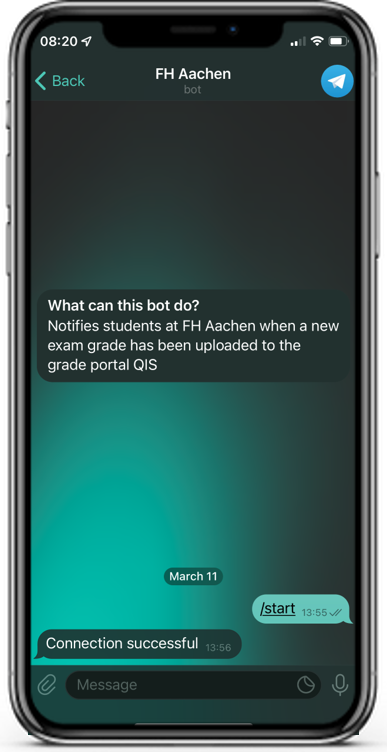 08:20
Back
FH Aachen
bot
What can this bot do?
Notifies students at FH Aachen when a new
exam grade has been uploaded to the
grade portal QIS
March 11
/start 13:55
Connection successful 13:56
Message